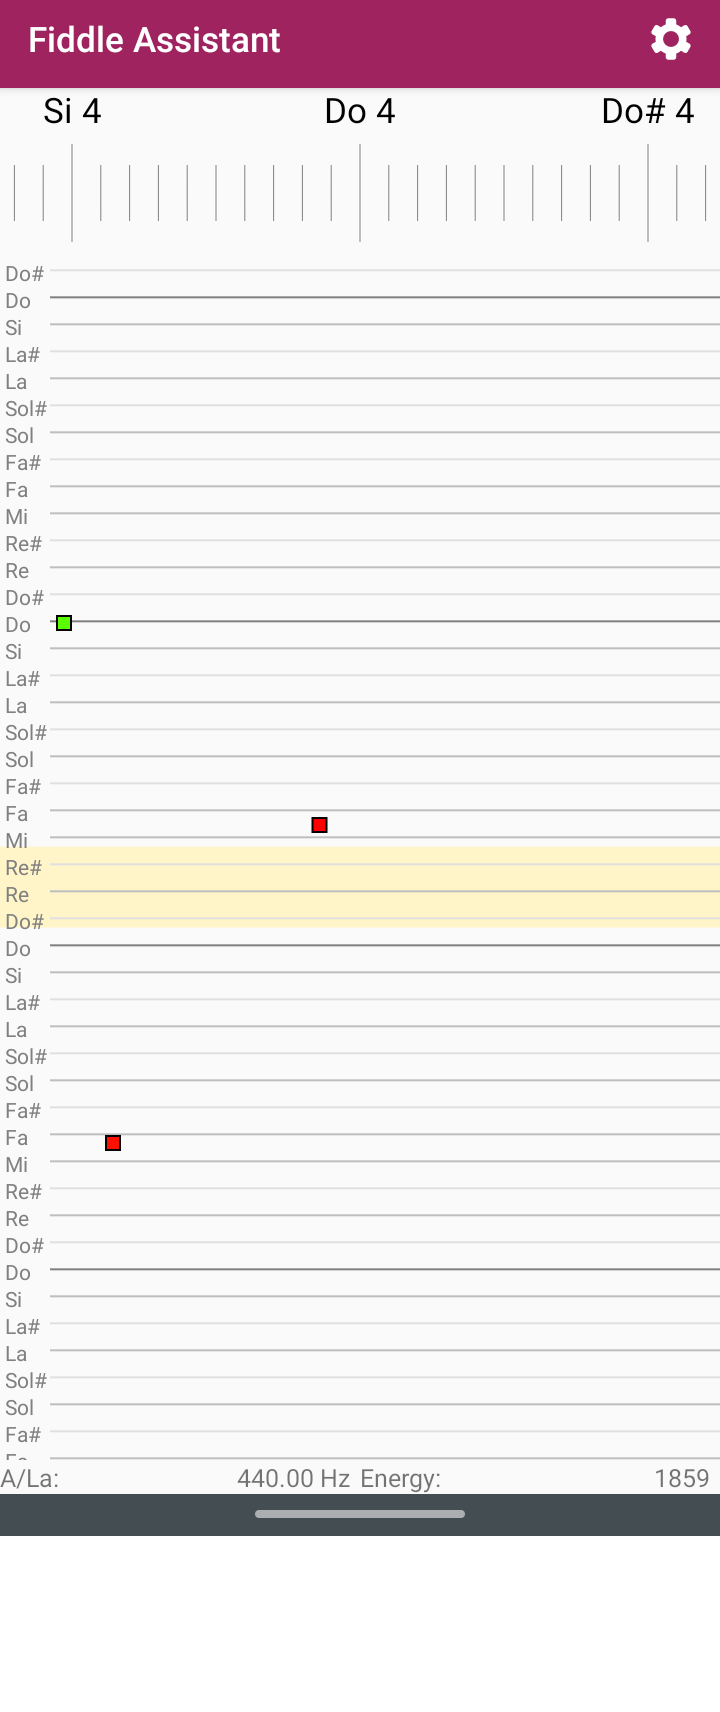 Fiddle Assistant
Si 4 Do 4 Do# 4
Do#
Do
Si
La#
La
Sol#
Sol
Fa#
Fa
Mi
Re#
Re
Do#
Do
Si
La#
La
Sol#
Sol
Fa#
Fa
Mi
Re#
Re
Do#
Do
Si
La#
La
Sol#
Sol
Fa#
Fa
Mi
Re#
Re
Do#
Do
Si
La#
La
Sol#
Sol
Fa#
A/La: 440.00 Hz Energy: 1859